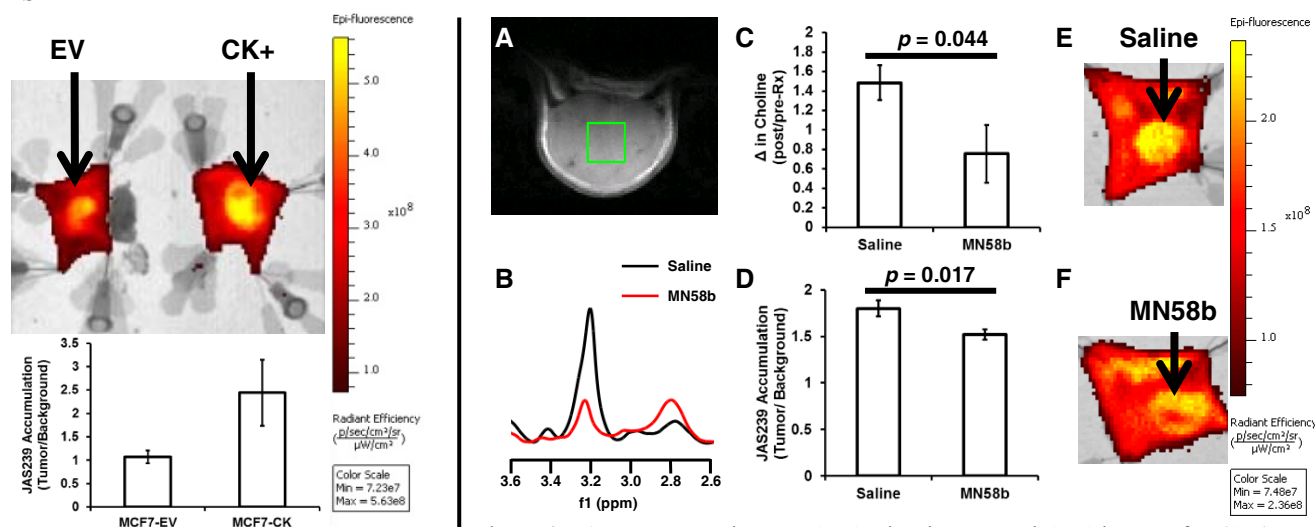 EV
CK+
Epi-fluorescence
5.0
4.0
3.0
x10⁸
2.0
1.0
Radiant Efficiency
(p/sec/cm²/sr / µW/cm²)
Color Scale
Min = 7.23e7
Max = 5.63e8
JAS239 Accumulation
(Tumor/Background)
3.5
3
2.5
2
1.5
1
0.5
0
MCF7-EV
MCF7-CK
A
B
Saline
MN58b
3.6
3.4
3.2
3.0
2.8
2.6
f1 (ppm)
C
p = 0.044
Δ in Choline
(post/pre-Rx)
2
1.8
1.6
1.4
1.2
1
0.8
0.6
0.4
0.2
0
Saline
MN58b
D
p = 0.017
JAS239 Accumulation
(Tumor/ Background)
2
1.5
1
0.5
0
Saline
MN58b
E
Saline
F
MN58b
Epi-fluorescence
2.0
1.5
x10⁸
1.0
Radiant Efficiency
(p/sec/cm²/sr / µW/cm²)
Color Scale
Min = 7.48e7
Max = 2.36e8